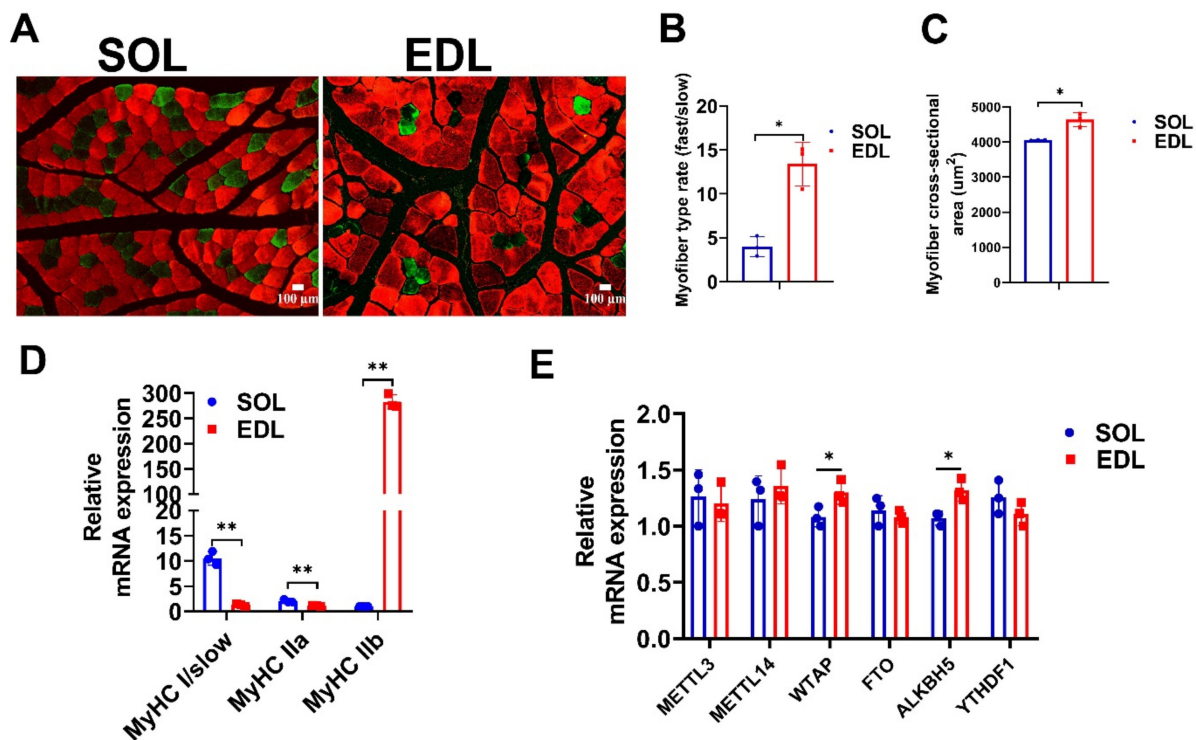 A
SOL
EDL
100 µm
100 µm
B
Myofiber type rate (fast/slow)
20
15
10
5
0
*
SOL
EDL
C
Myofiber cross-sectional
area (um²)
5000
4000
3000
2000
1000
0
*
SOL
EDL
D
Relative
mRNA expression
300
250
200
150
100
20
15
10
5
0
**
**
**
SOL
EDL
MyHC I/slow
MyHC IIa
MyHC IIb
E
Relative
mRNA expression
2.0
1.5
1.0
0.5
0.0
*
*
SOL
EDL
METTL3
METTL14
WTAP
FTO
ALKBH5
YTHDF1